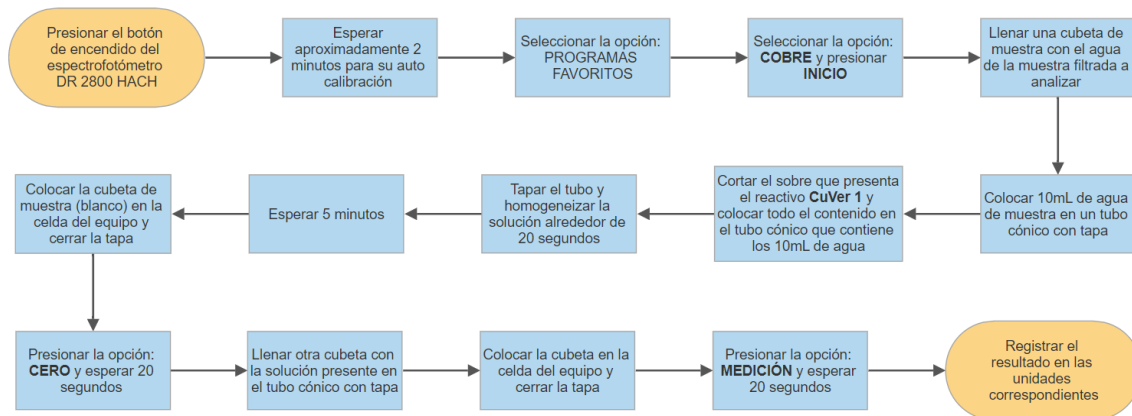 Presionar el botón
de encendido del
espectrofotómetro
DR 2800 HACH
Esperar
aproximadamente 2
minutos para su auto
calibración
Seleccionar la opción:
PROGRAMAS
FAVORITOS
Seleccionar la opción:
COBRE y presionar
INICIO
Llenar una cubeta de
muestra con el agua
de la muestra filtrada a
analizar
Colocar 10mL de agua
de muestra en un tubo
cónico con tapa
Cortar el sobre que presenta
el reactivo CuVer 1 y
colocar todo el contenido en
el tubo cónico que contiene
los 10mL de agua
Tapar el tubo y
homogeneizar la
solución alrededor de
20 segundos
Esperar 5 minutos
Colocar la cubeta de
muestra (blanco) en la
celda del equipo y
cerrar la tapa
Presionar la opción:
CERO y esperar 20
segundos
Llenar otra cubeta con
la solución presente en
el tubo cónico con tapa
Colocar la cubeta en la
celda del equipo y
cerrar la tapa
Presionar la opción:
MEDICIÓN y esperar
20 segundos
Registrar el
resultado en las
unidades
correspondientes